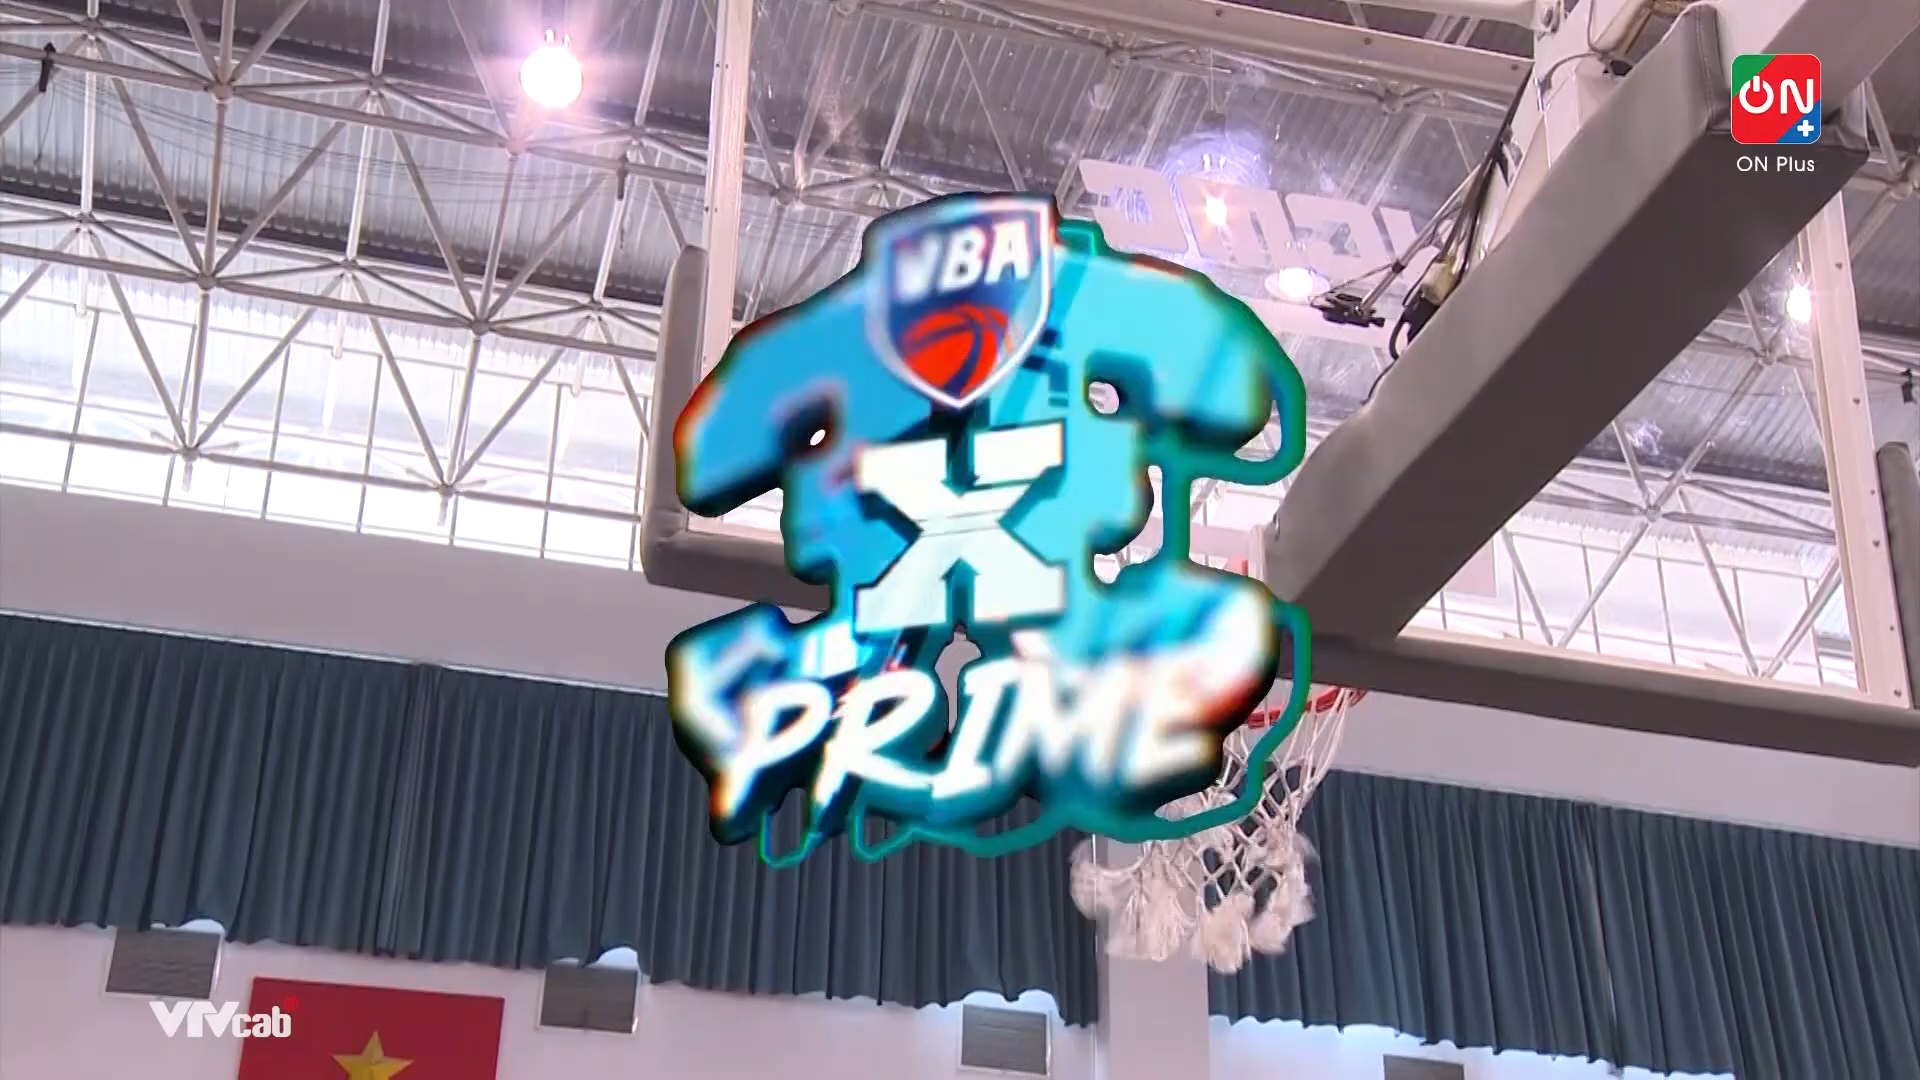 ON
ON Plus
VBA
X
PRIME
VTVcab